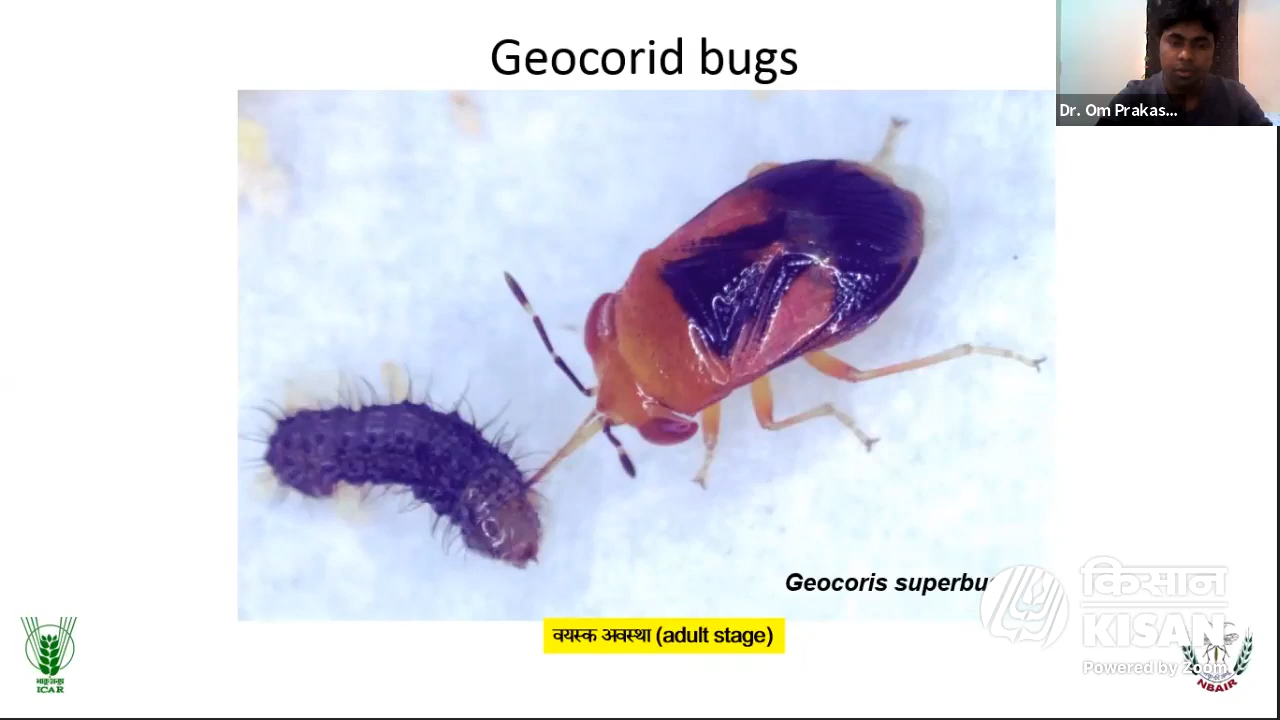 Geocorid bugs
Dr. Om Prakas...
Geocoris superbu
वयस्क अवस्था (adult stage)
किसान
KISAN
Powered by Zoom
ICAR
NBAIR